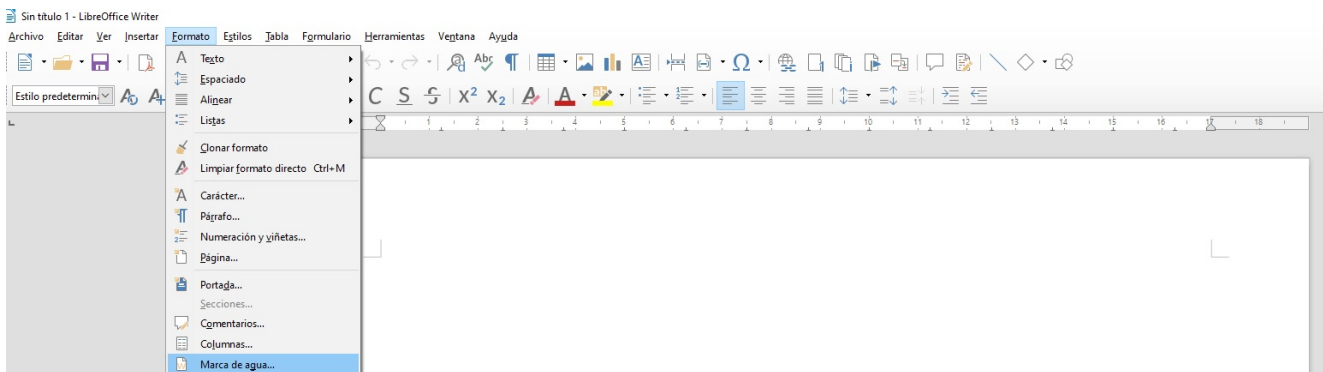 Sin título 1 - LibreOffice Writer
Archivo Editar Ver Insertar Formato Estilos Tabla Formulario Herramientas Ventana Ayuda
Texto
Espaciado
Estilo predetermin.
Alinear
Listas
1 2 3 4 5 6 7 8 9 10 11 12 13 14 15 16 17 18
Clonar formato
Limpiar formato directo Ctrl+M
Carácter...
Párrafo...
Numeración y viñetas...
Página...
Portada...
Secciones...
Comentarios...
Columnas...
Marca de agua...